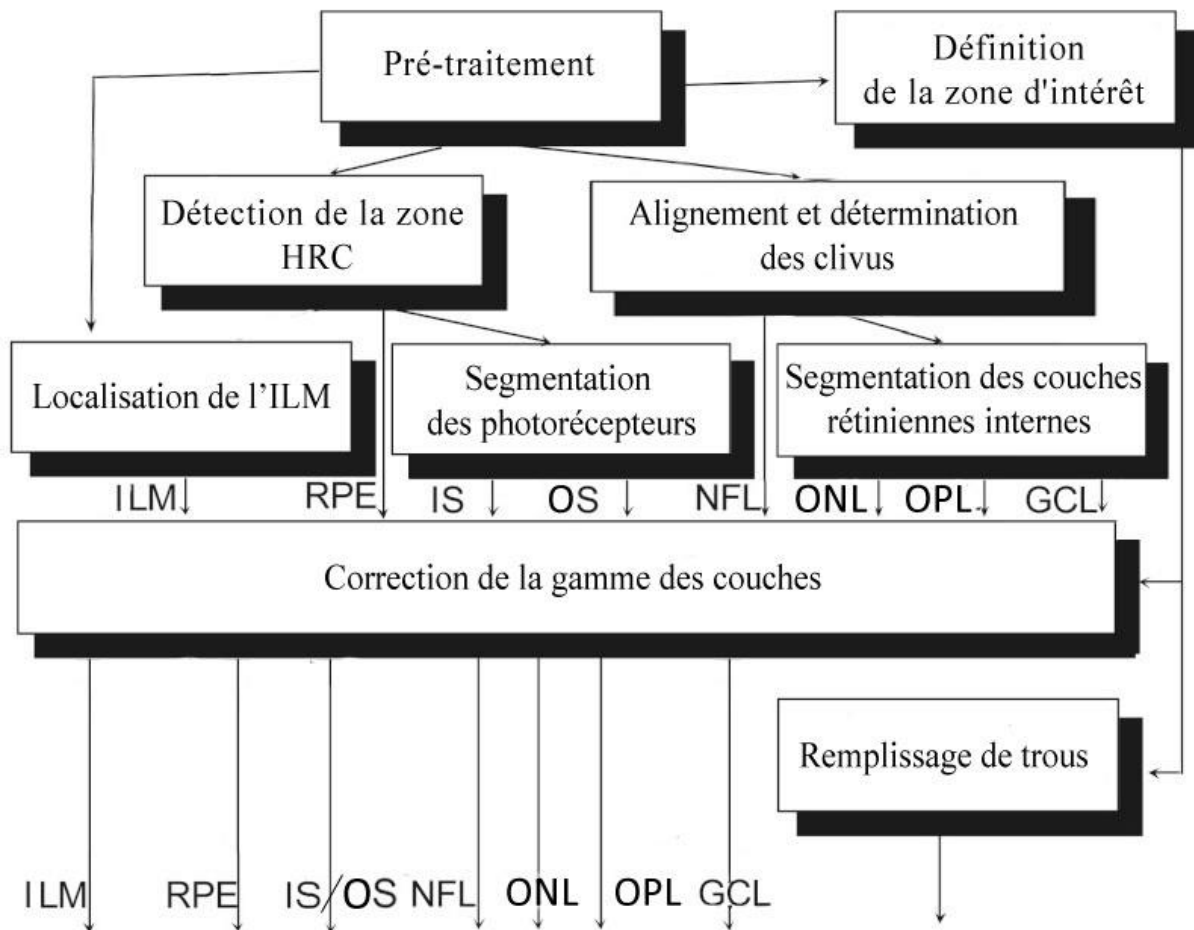 Pré-traitement
Définition
de la zone d'intérêt
Détection de la zone
HRC
Alignement et détermination
des clivus
Localisation de l’ILM
Segmentation
des photorécepteurs
Segmentation des couches
rétiniennes internes
ILM RPE IS OS NFL ONL OPL GCL
Correction de la gamme des couches
Remplissage de trous
ILM RPE IS/OS NFL ONL OPL GCL